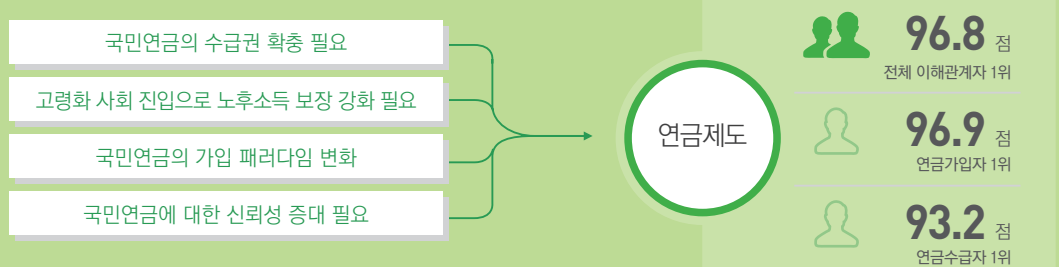 국민연금의 수급권 확충 필요
고령화 사회 진입으로 노후소득 보장 강화 필요
국민연금의 가입 패러다임 변화
국민연금에 대한 신뢰성 증대 필요
연금제도
96.8 점
전체 이해관계자 1위
96.9 점
연금가입자 1위
93.2 점
연금수급자 1위